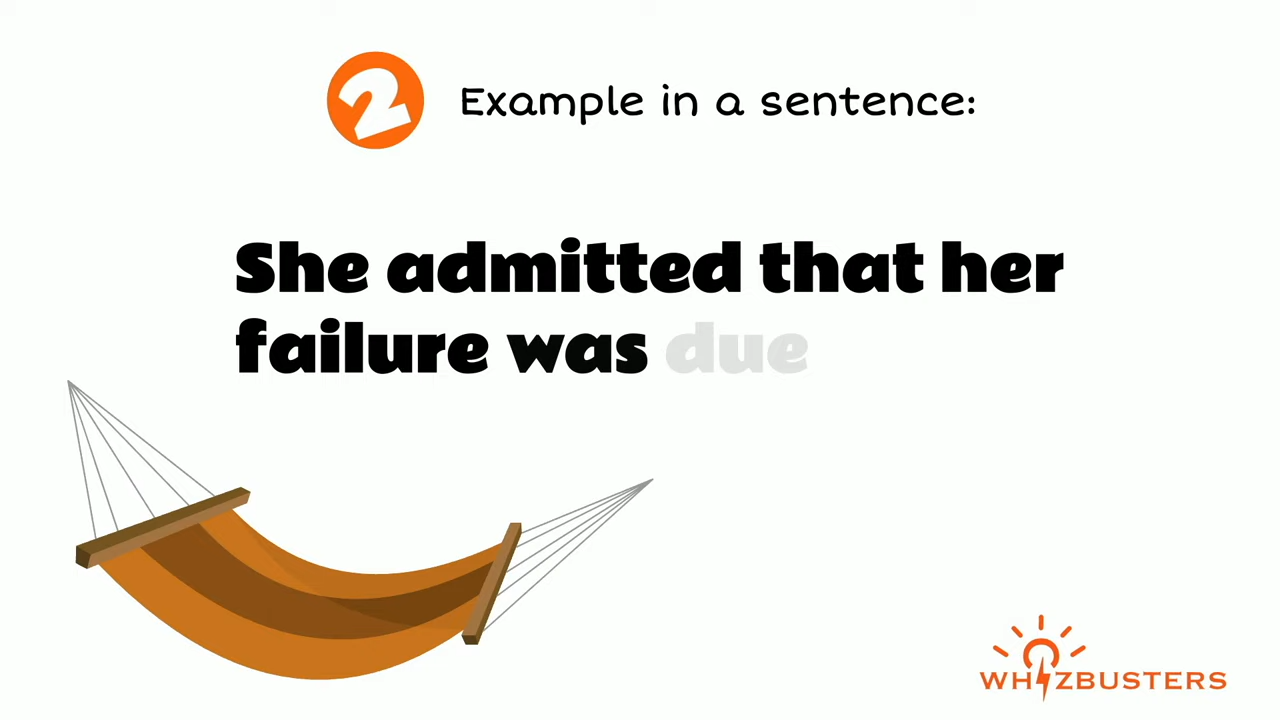 2 Example in a sentence:
She admitted that her
failure was due
WHIZBUSTERS